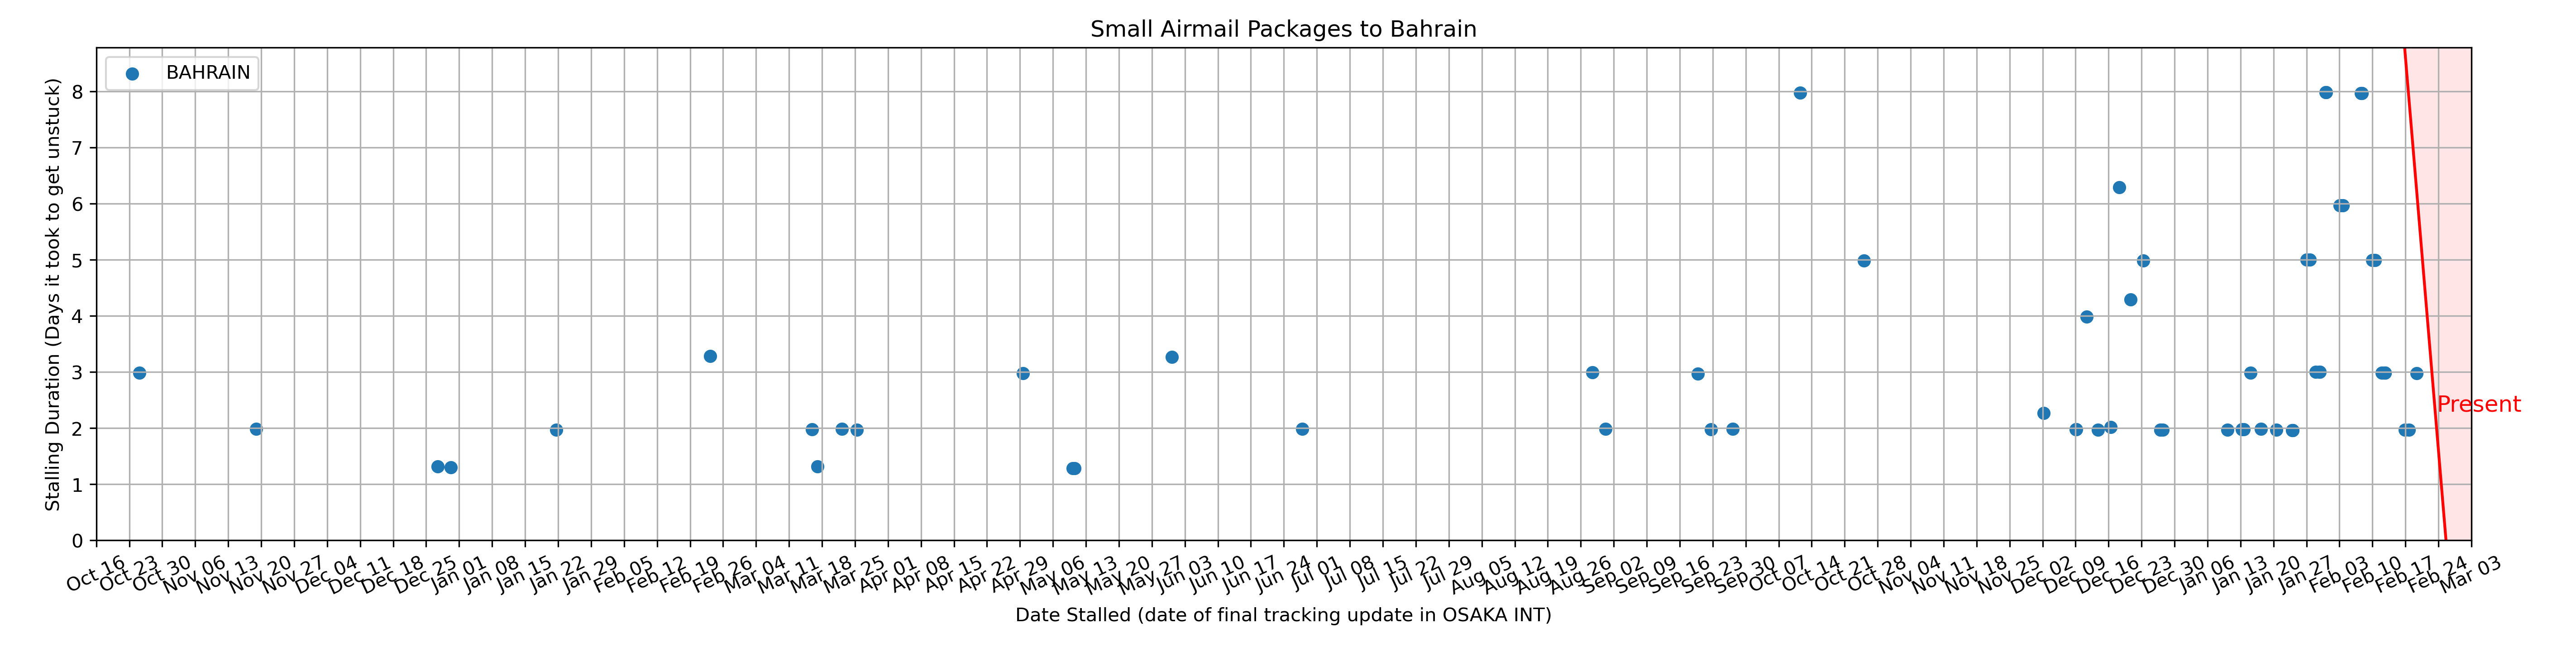 Small Airmail Packages to Bahrain
BAHRAIN
Stalling Duration (Days it took to get unstuck)
8
7
6
5
4
3
2
1
0
Present
Oct 16 Oct 23 Oct 30 Nov 06 Nov 13 Nov 20 Nov 27 Dec 04 Dec 11 Dec 18 Dec 25 Jan 01 Jan 08 Jan 15 Jan 22 Jan 29 Feb 05 Feb 12 Feb 19 Feb 26 Mar 04 Mar 11 Mar 18 Mar 25 Apr 01 Apr 08 Apr 15 Apr 22 Apr 29 May 06 May 13 May 20 May 27 Jun 03 Jun 10 Jun 17 Jun 24 Jul 01 Jul 08 Jul 15 Jul 22 Jul 29 Aug 05 Aug 12 Aug 19 Aug 26 Sep 02 Sep 09 Sep 16 Sep 23 Sep 30 Oct 07 Oct 14 Oct 21 Oct 28 Nov 04 Nov 11 Nov 18 Nov 25 Dec 02 Dec 09 Dec 16 Dec 23 Dec 30 Jan 06 Jan 13 Jan 20 Jan 27 Feb 03 Feb 10 Feb 17 Feb 24 Mar 03
Date Stalled (date of final tracking update in OSAKA INT)